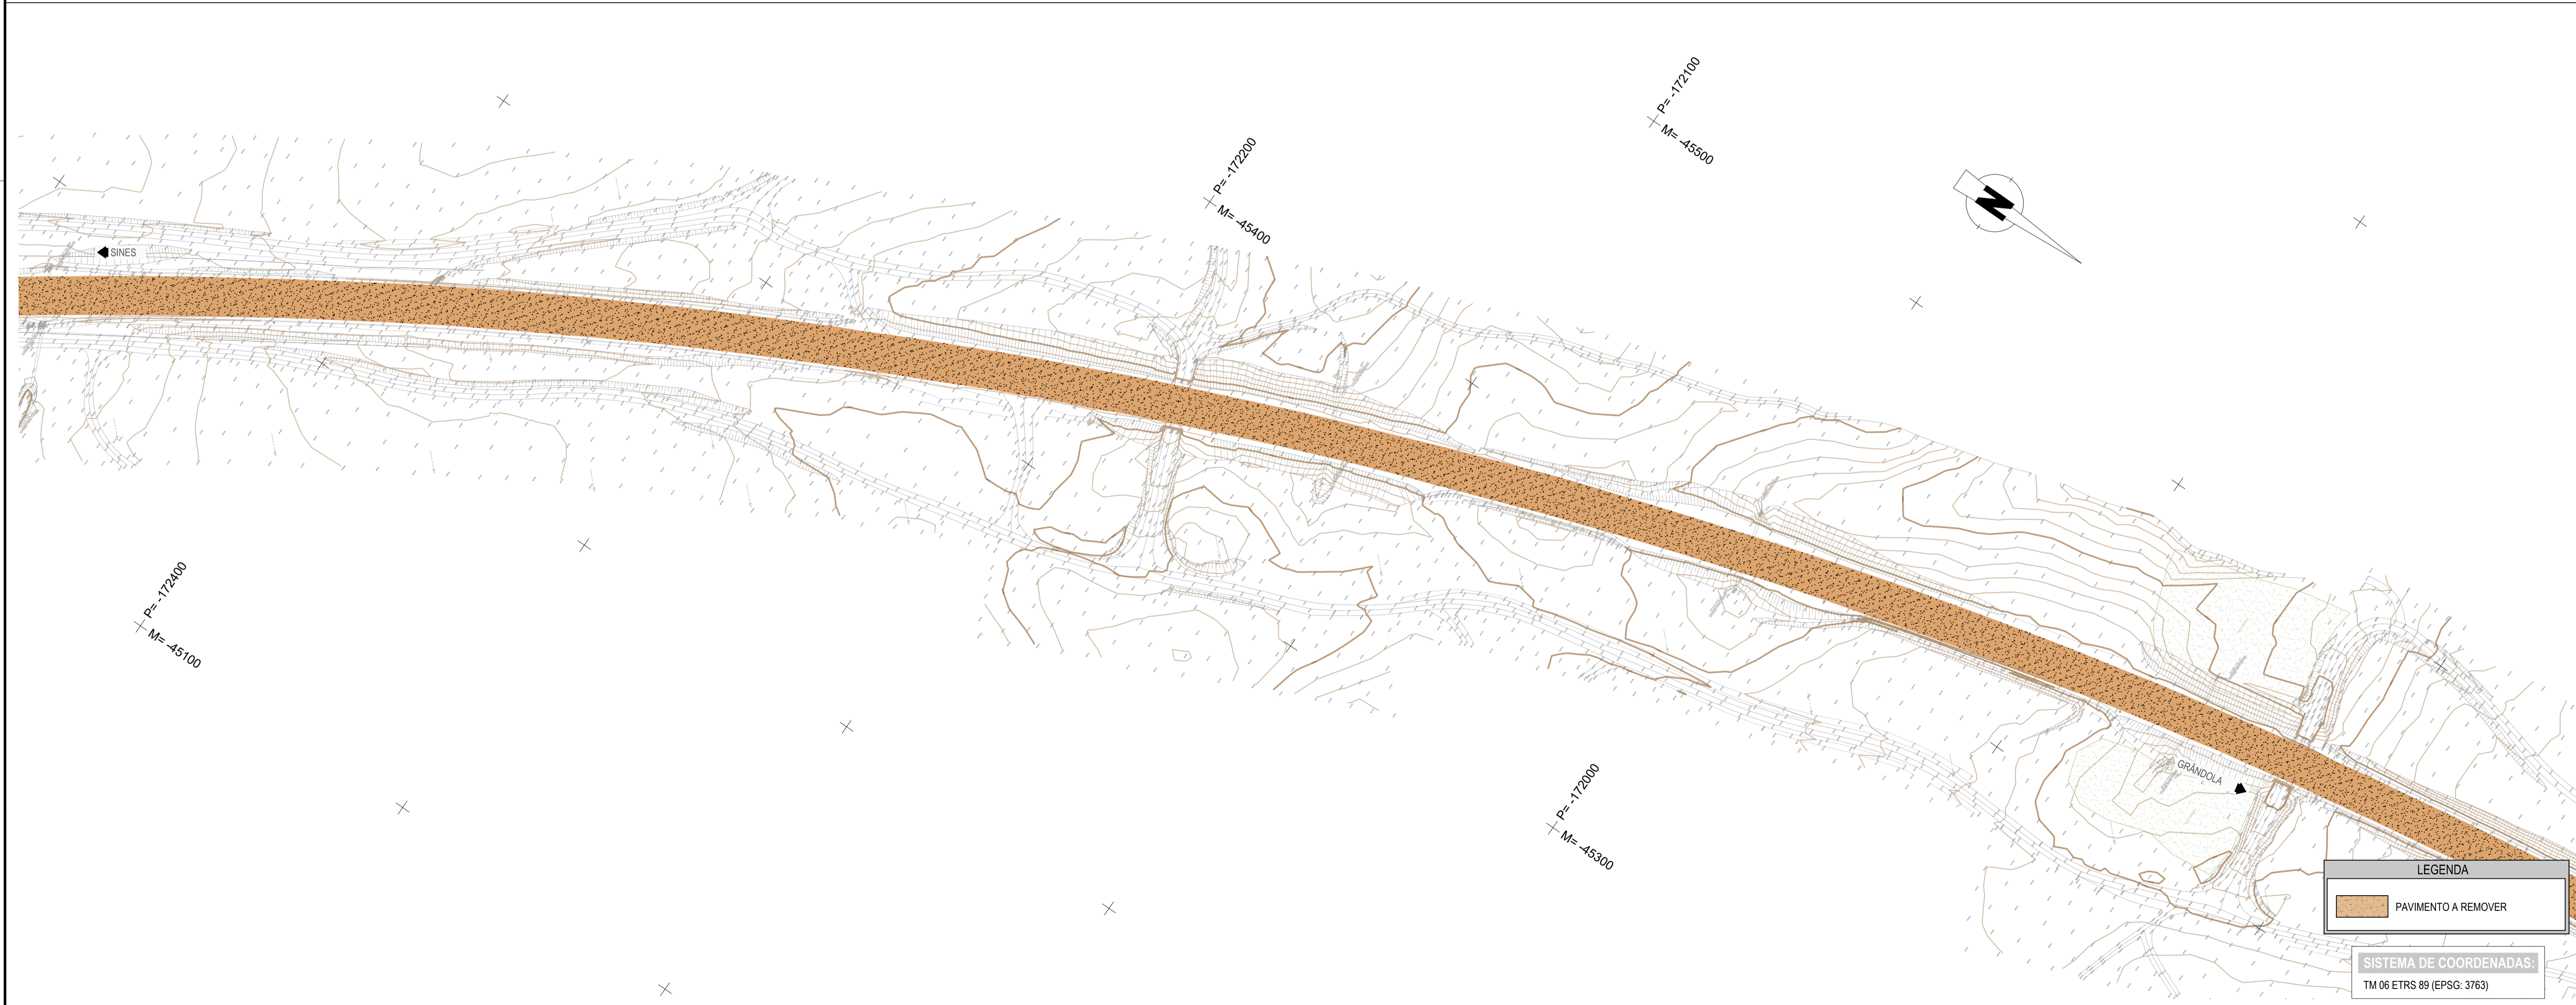 P= -172100
M= -45500
P= -172200
M= -45400
N
SINES
P= -172400
M= -45100
P= -172000
M= -45300
GRÂNDOLA
LEGENDA
PAVIMENTO A REMOVER
SISTEMA DE COORDENADAS:
TM 06 ETRS 89 (EPSG: 3763)